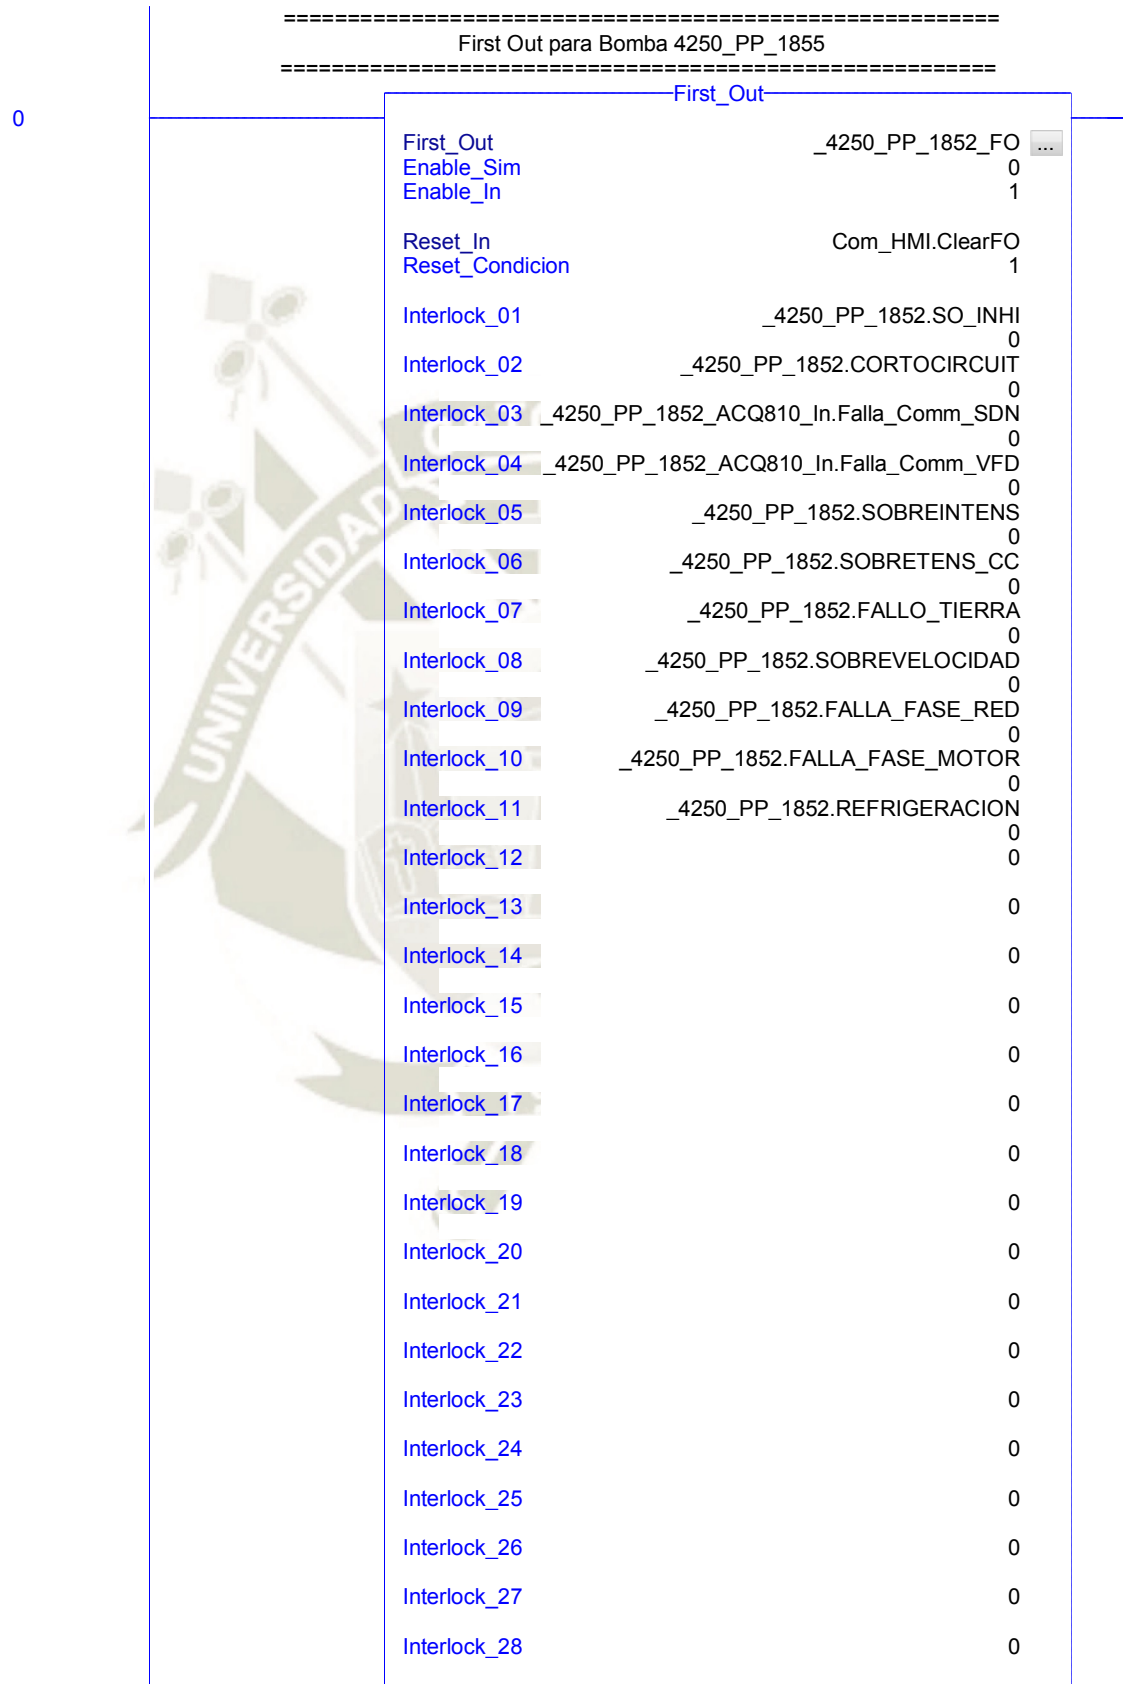 ========================================================
First Out para Bomba 4250_PP_1855
========================================================
First_Out
0
First_Out _4250_PP_1852_FO ...
Enable_Sim 0
Enable_In 1
Reset_In Com_HMI.ClearFO
Reset_Condicion 1
Interlock_01 _4250_PP_1852.SO_INHI
0
Interlock_02 _4250_PP_1852.CORTOCIRCUIT
0
Interlock_03 _4250_PP_1852_ACQ810_In.Falla_Comm_SDN
0
Interlock_04 _4250_PP_1852_ACQ810_In.Falla_Comm_VFD
0
Interlock_05 _4250_PP_1852.SOBREINTENS
0
Interlock_06 _4250_PP_1852.SOBRETENS_CC
0
Interlock_07 _4250_PP_1852.FALLO_TIERRA
0
Interlock_08 _4250_PP_1852.SOBREVELOCIDAD
0
Interlock_09 _4250_PP_1852.FALLA_FASE_RED
0
Interlock_10 _4250_PP_1852.FALLA_FASE_MOTOR
0
Interlock_11 _4250_PP_1852.REFRIGERACION
0
Interlock_12 0
Interlock_13 0
Interlock_14 0
Interlock_15 0
Interlock_16 0
Interlock_17 0
Interlock_18 0
Interlock_19 0
Interlock_20 0
Interlock_21 0
Interlock_22 0
Interlock_23 0
Interlock_24 0
Interlock_25 0
Interlock_26 0
Interlock_27 0
Interlock_28 0
UNIVERSIDAD